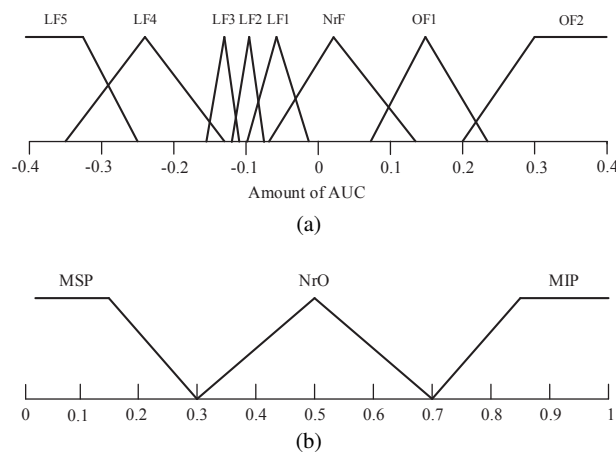 LF5 LF4 LF3 LF2 LF1 NrF OF1 OF2
-0.4 -0.3 -0.2 -0.1 0 0.1 0.2 0.3 0.4
Amount of AUC
(a)
MSP NrO MIP
0 0.1 0.2 0.3 0.4 0.5 0.6 0.7 0.8 0.9 1
(b)